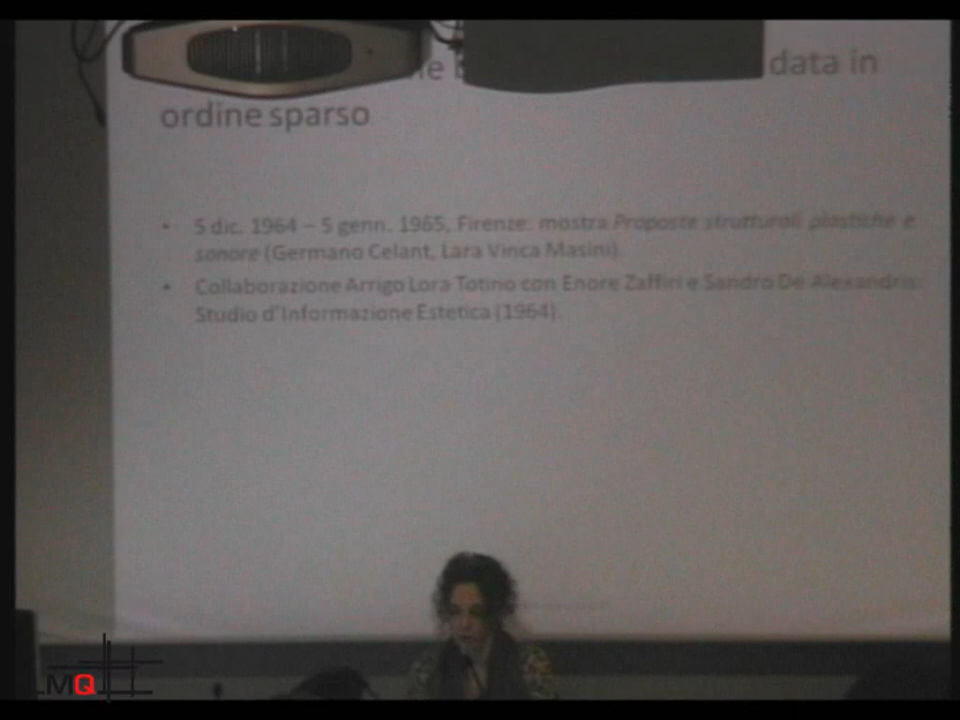 data in
ordine sparso
• 5 dic. 1964 – 5 genn. 1965, Firenze: mostra Proposte strutturali plastiche e
sonore (Germano Celant, Lara Vinca Masini).
• Collaborazione Arrigo Lora Totino con Enore Zaffiri e Sandro De Alexandris:
Studio d'Informazione Estetica (1964).
MQ